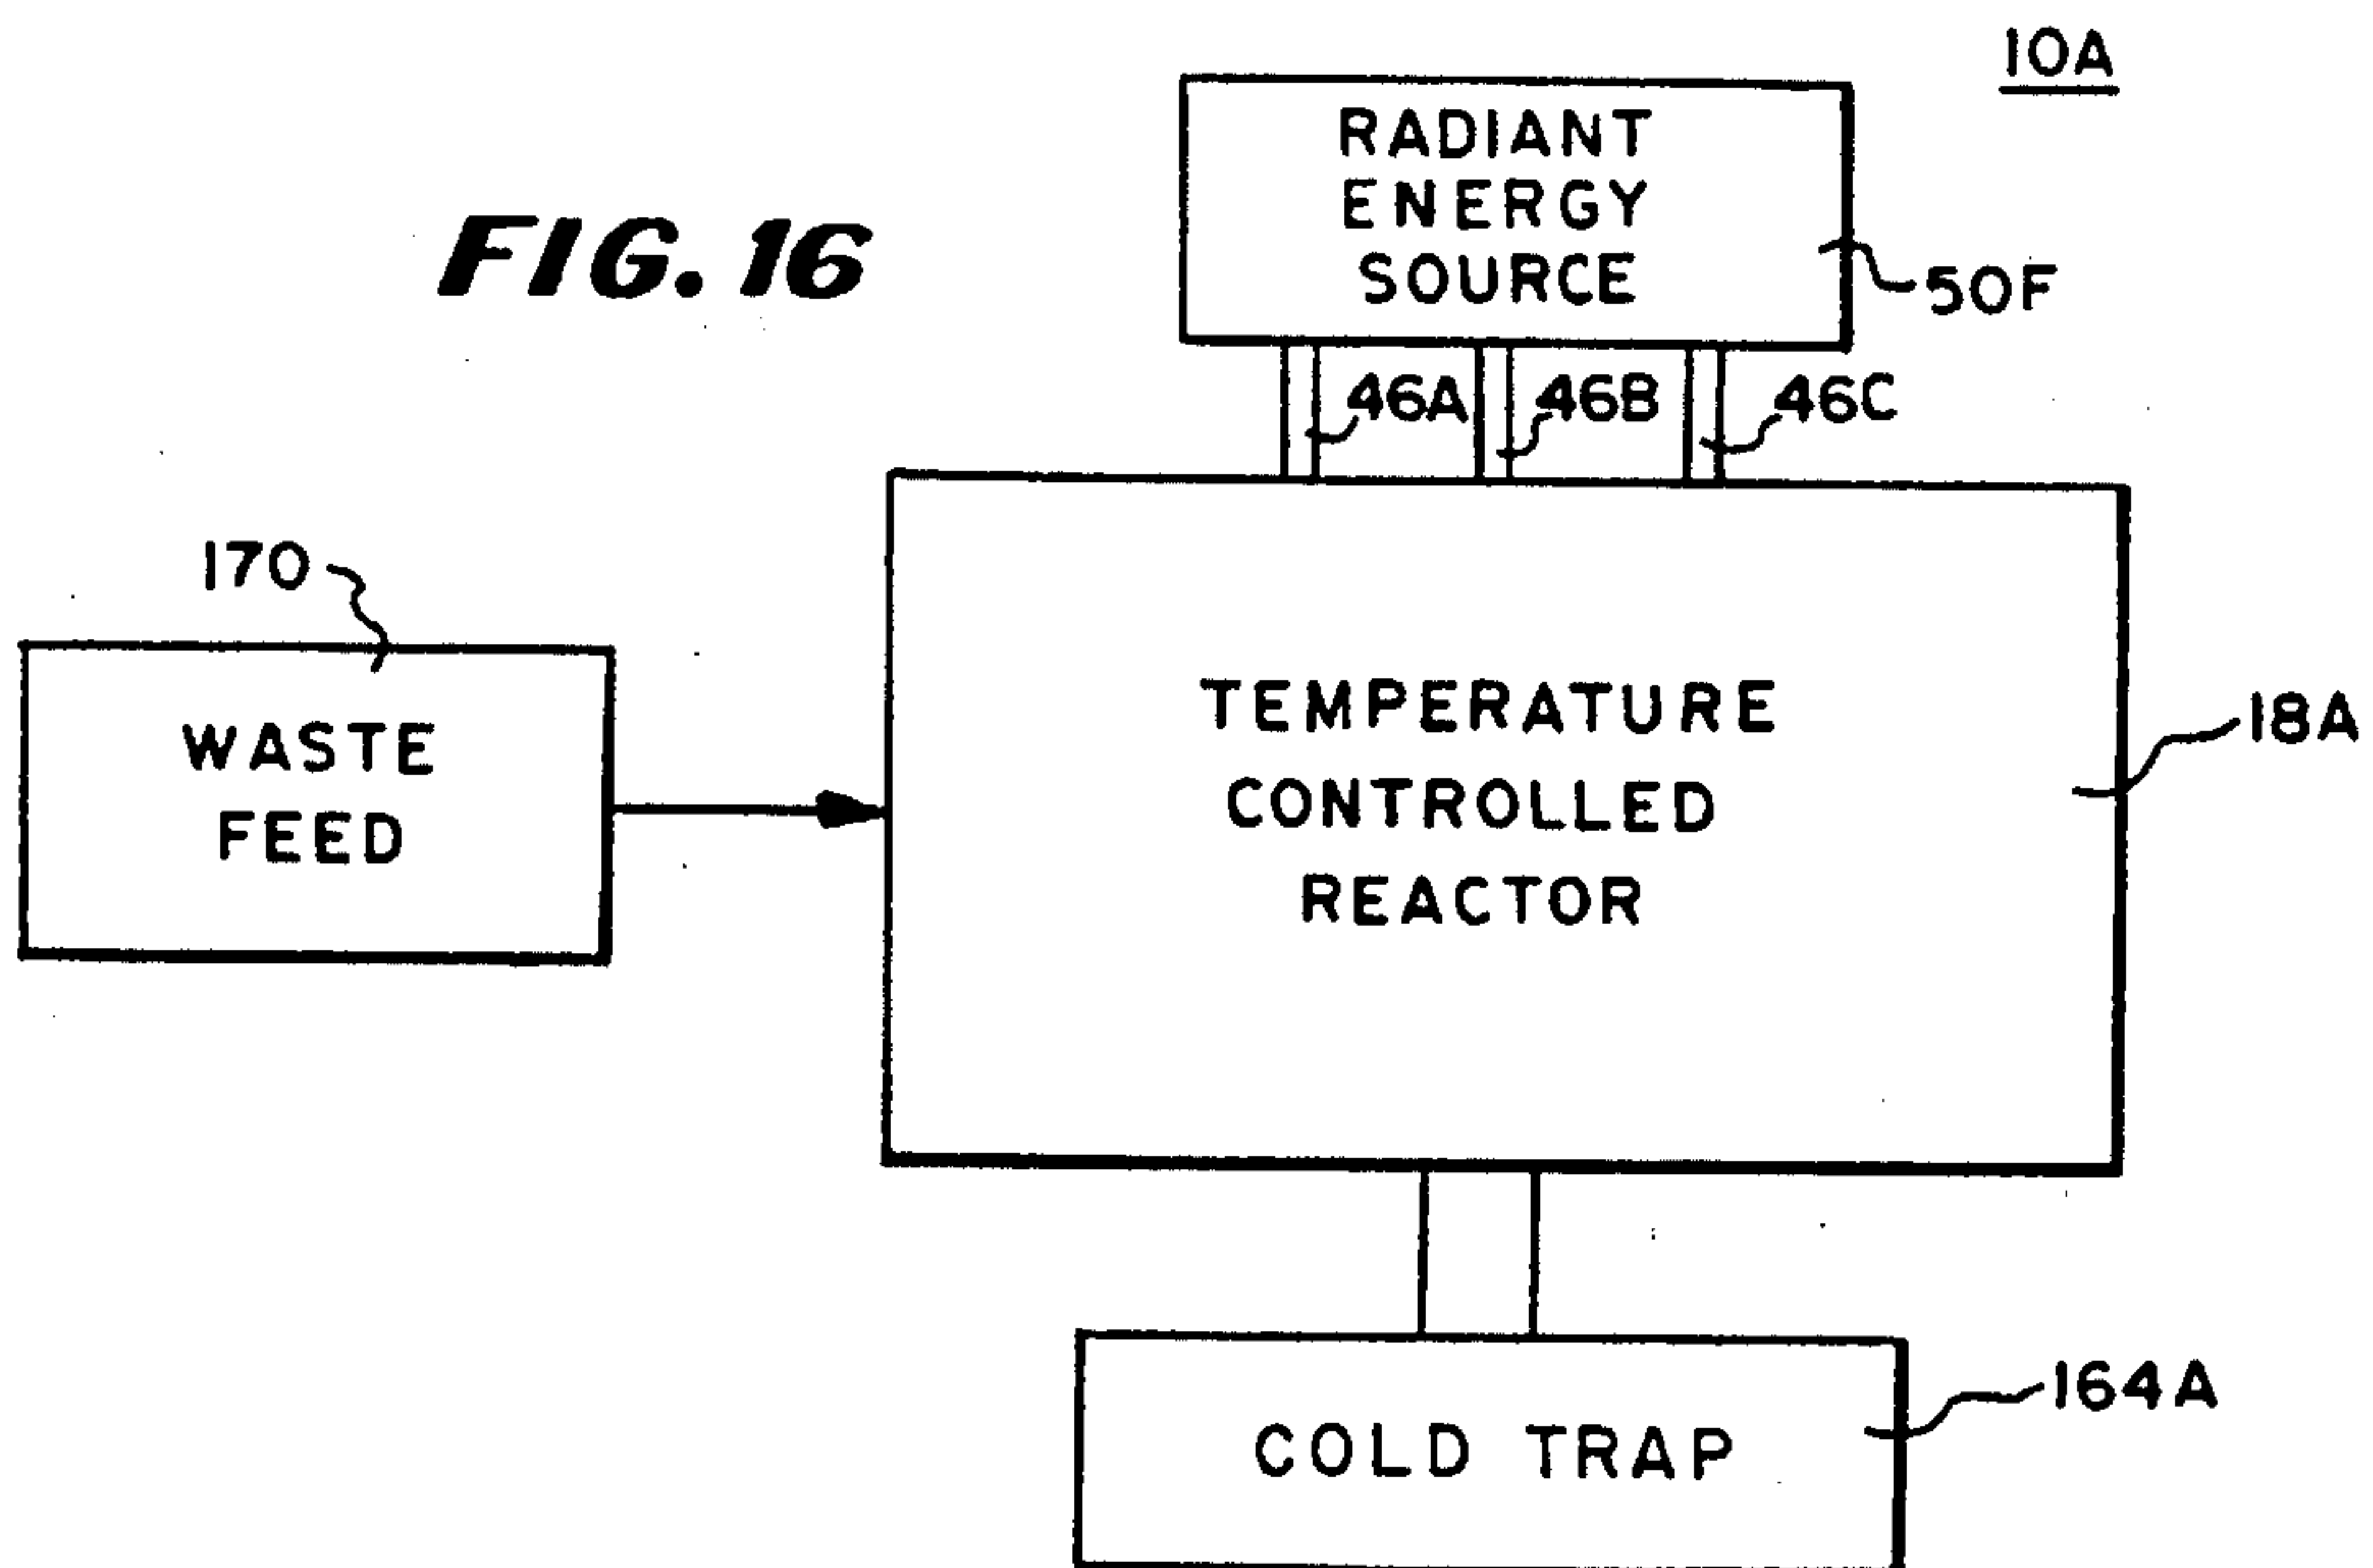 10A
RADIANT
ENERGY
SOURCE
FIG. 16
50F
46A 46B 46C
170
WASTE
FEED
TEMPERATURE
CONTROLLED
REACTOR
18A
164A
COLD TRAP